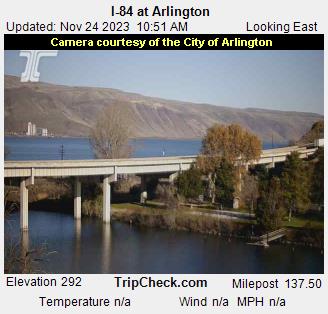 I-84 at Arlington
Updated: Nov 24 2023 10:51 AM Looking East
Camera courtesy of the City of Arlington
Elevation 292 TripCheck.com Milepost 137.50
Temperature n/a Wind n/a MPH n/a